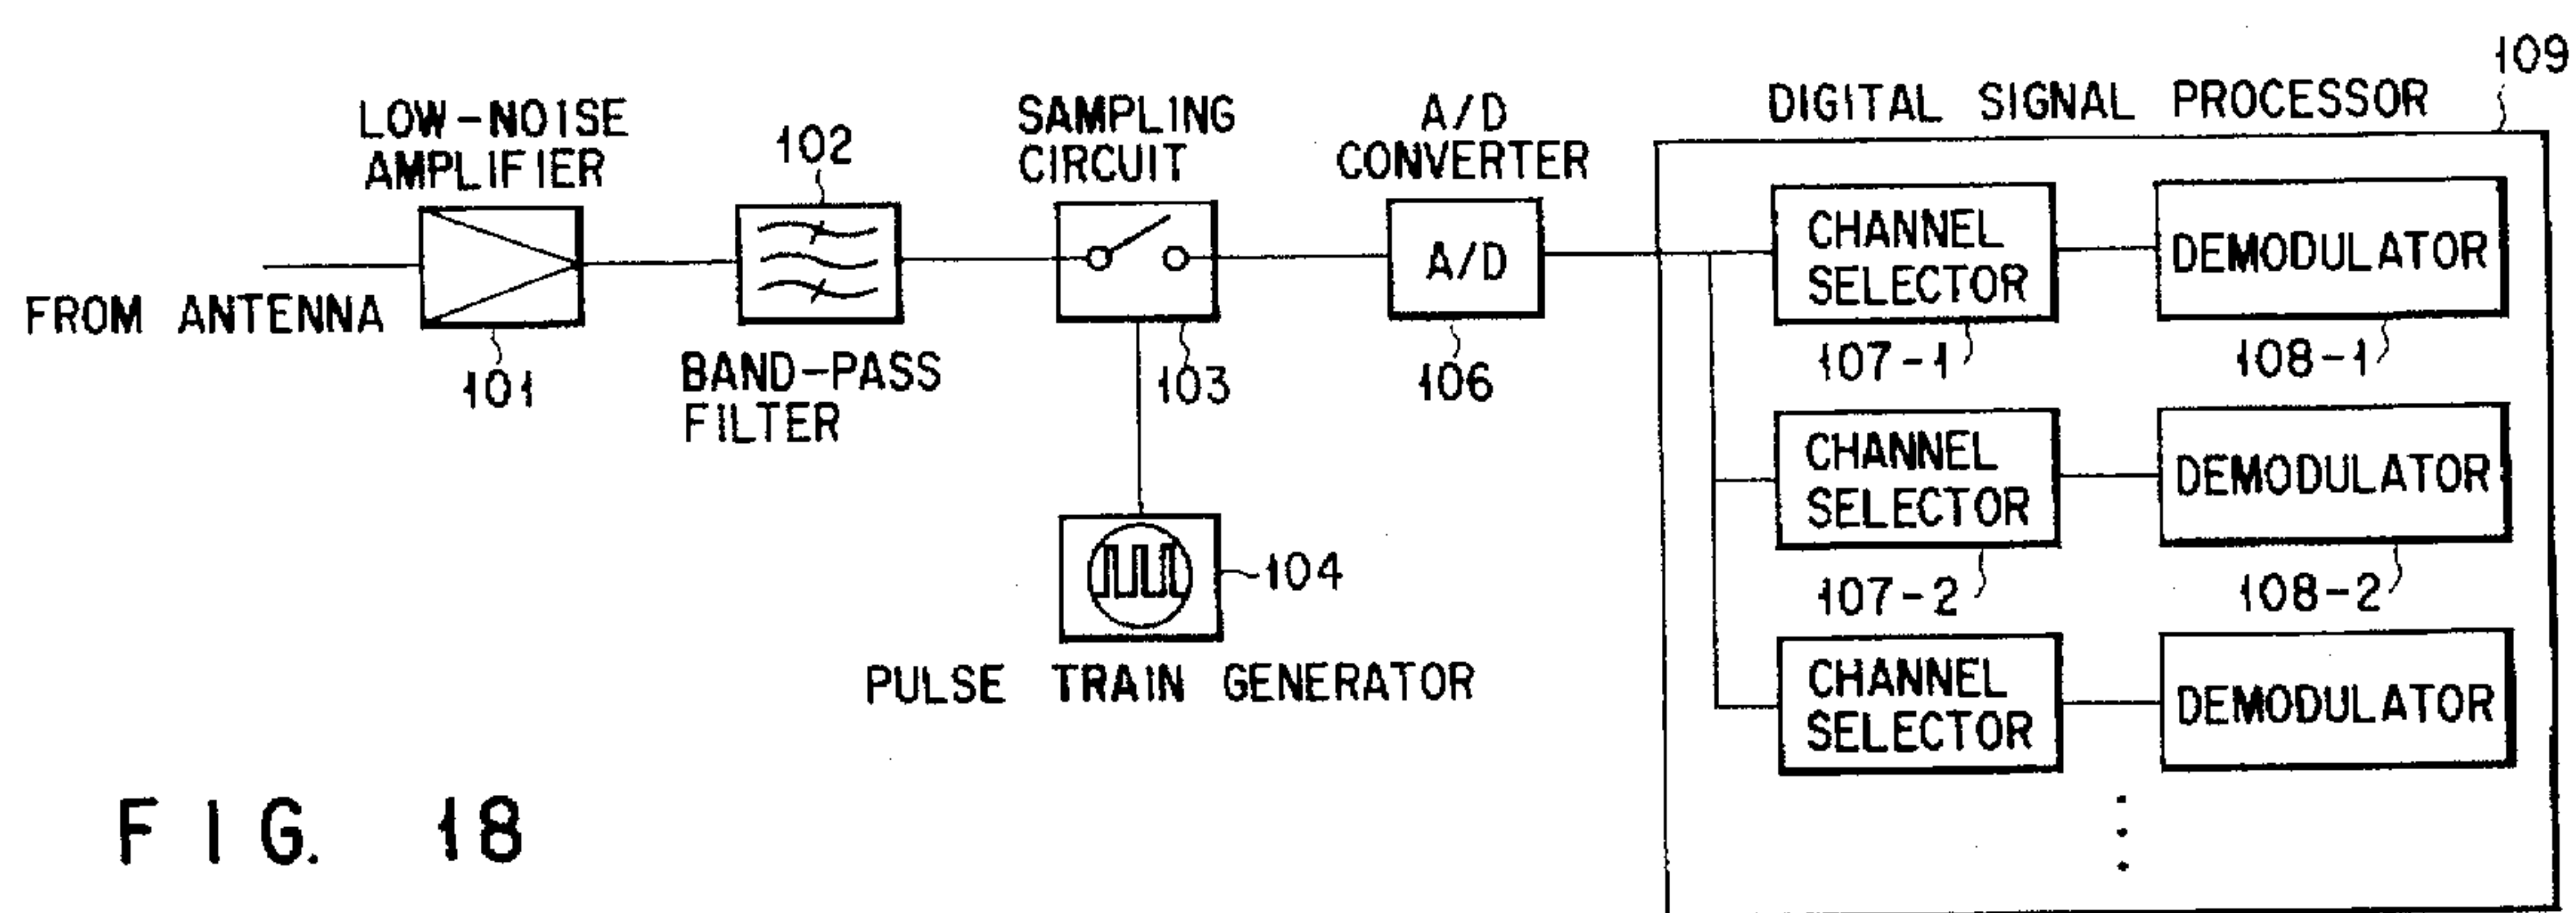 FROM ANTENNA
LOW-NOISE
AMPLIFIER
101
102
BAND-PASS
FILTER
SAMPLING
CIRCUIT
103
104
PULSE TRAIN GENERATOR
A/D
CONVERTER
A/D
106
DIGITAL SIGNAL PROCESSOR
109
CHANNEL
SELECTOR
107-1
DEMODULATOR
108-1
CHANNEL
SELECTOR
107-2
DEMODULATOR
108-2
CHANNEL
SELECTOR
DEMODULATOR
FIG. 18